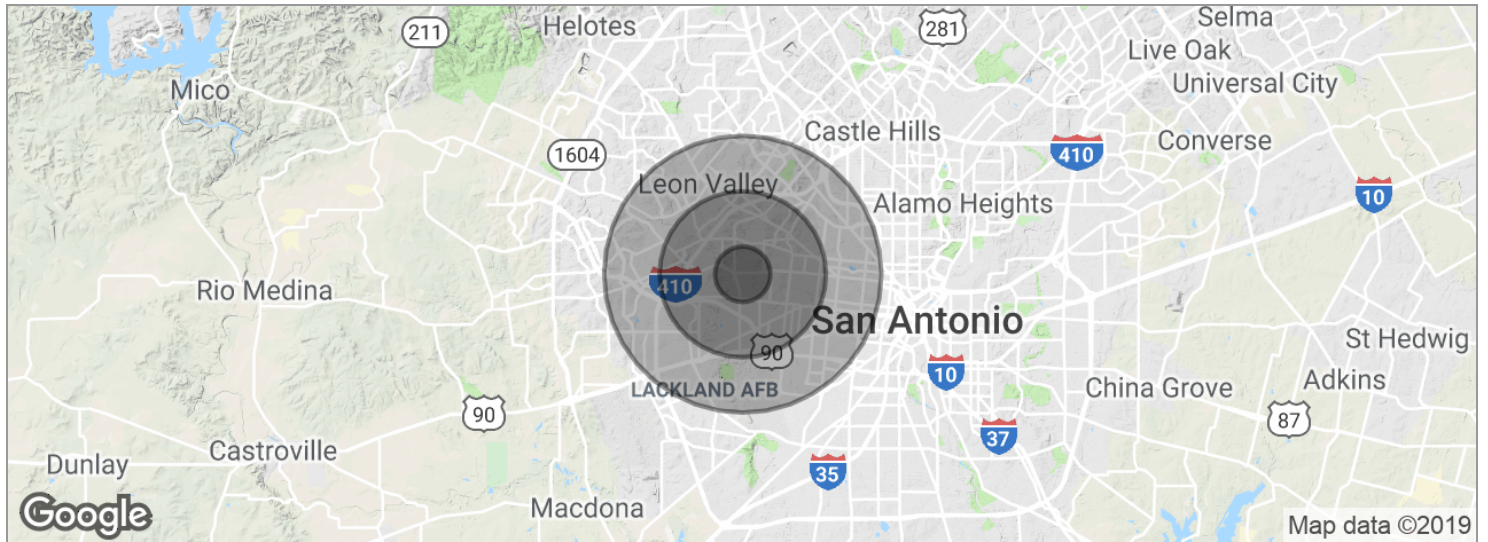 211
Helotes
281
Selma
Live Oak
Universal City
Mico
Castle Hills
Converse
1604
410
Leon Valley
Alamo Heights
10
Rio Medina
410
San Antonio
90
St Hedwig
10
Adkins
LACKLAND AFB
China Grove
90
87
37
Castroville
Dunlay
35
Macdona
Google
Map data ©2019